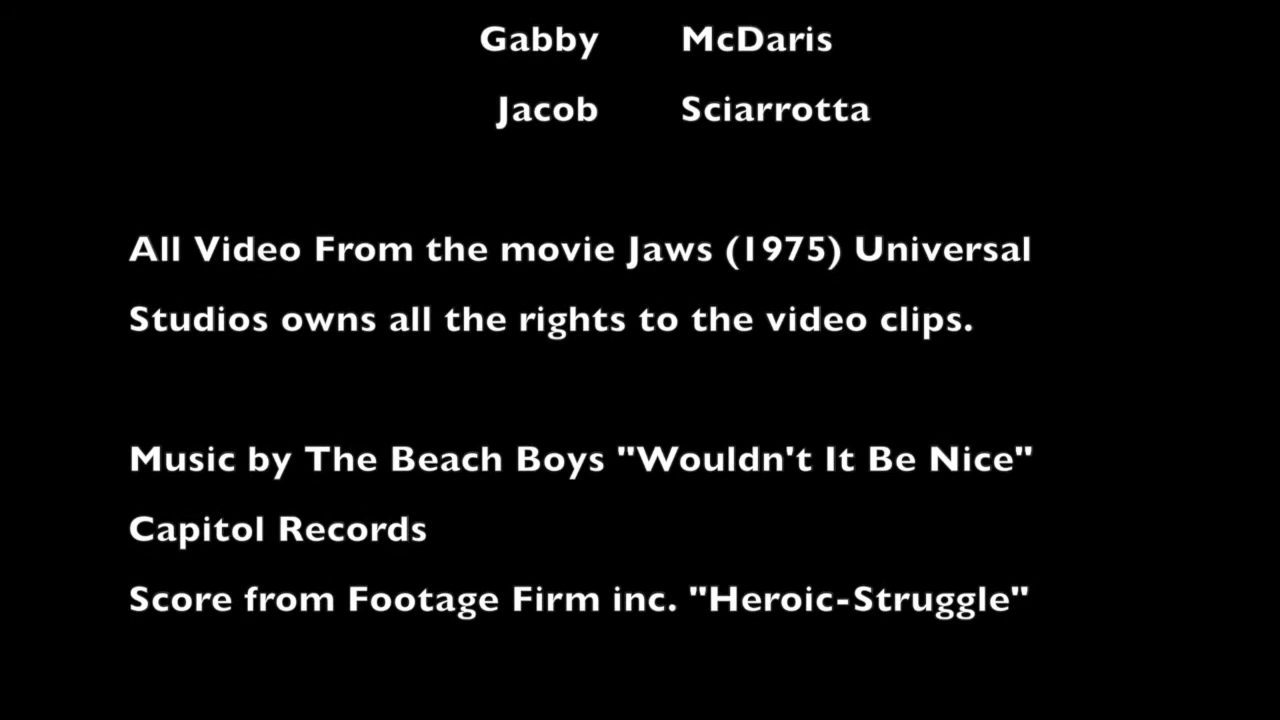 Gabby McDaris
Jacob Sciarrotta
All Video From the movie Jaws (1975) Universal
Studios owns all the rights to the video clips.
Music by The Beach Boys "Wouldn't It Be Nice"
Capitol Records
Score from Footage Firm inc. "Heroic-Struggle"